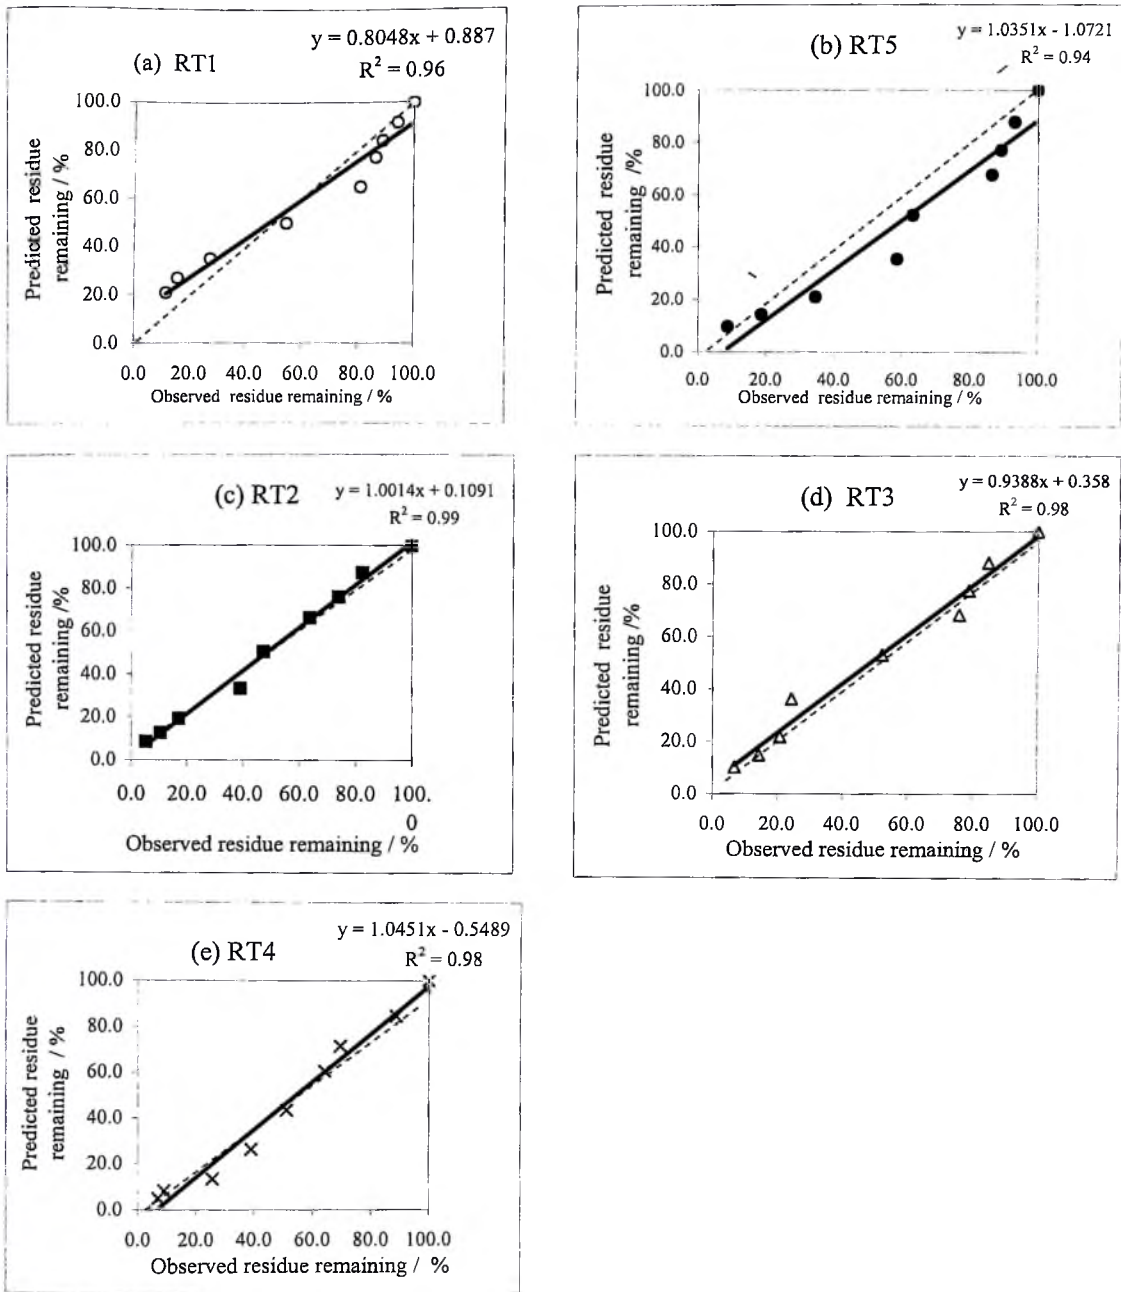 (a) RT1
y = 0.8048x + 0.887
R² = 0.96
Predicted residue
remaining / %
100.0
80.0
60.0
40.0
20.0
0.0
0.0 20.0 40.0 60.0 80.0 100.0
Observed residue remaining / %
(b) RT5
y = 1.0351x - 1.0721
R² = 0.94
Predicted residue
remaining /%
100.0
80.0
60.0
40.0
20.0
0.0
0.0 20.0 40.0 60.0 80.0 100.0
Observed residue remaining / %
(c) RT2
y = 1.0014x + 0.1091
R² = 0.99
Predicted residue
remaining /%
100.0
80.0
60.0
40.0
20.0
0.0
0.0 20.0 40.0 60.0 80.0 100.
0
Observed residue remaining / %
(d) RT3
y = 0.9388x + 0.358
R² = 0.98
Predicted residue
remaining /%
100.0
80.0
60.0
40.0
20.0
0.0
0.0 20.0 40.0 60.0 80.0 100.0
Observed residue remaining / %
(e) RT4
y = 1.0451x - 0.5489
R² = 0.98
Predicted residue
remaining / %
100.0
80.0
60.0
40.0
20.0
0.0
0.0 20.0 40.0 60.0 80.0 100.0
Observed residue remaining / %